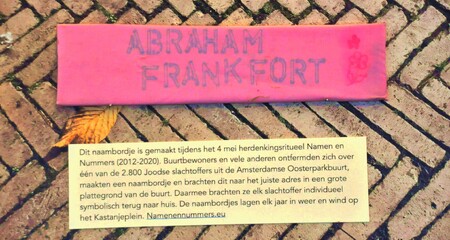 ABRAHAM
FRANKFORT
Dit naambordje is gemaakt tijdens het 4 mei herdenkingsritueel Namen en
Nummers (2012-2020). Buurtbewoners en vele anderen ontfermden zich over
één van de 2.800 Joodse slachtoffers uit de Amsterdamse Oosterparkbuurt,
maakten een naambordje en brachten dit naar het juiste adres in een grote
plattegrond van de buurt. Daarmee brachten ze elk slachtoffer individueel
symbolisch terug naar huis. De naambordjes lagen elk jaar in weer en wind op
het Kastanjeplein. Namenennummers.eu